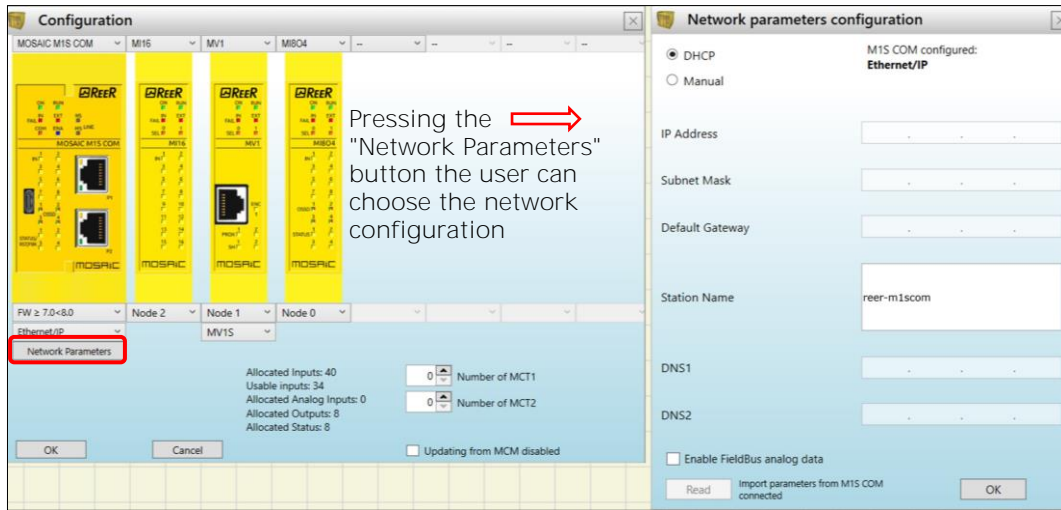 Configuration
MOSAIC M1S COM MI16 MV1 MI8O4 -- -- -- --
REER REER REER REER
MOSAIC M1S COM MI16 MV1 MI8O4
MOSAIC MOSAIC MOSAIC MOSAIC
Pressing the
"Network Parameters"
button the user can
choose the network
configuration
FW ≥ 7.0<8.0 Node 2 Node 1 Node 0
Ethernet/IP MV1S
Network Parameters
Allocated Inputs: 40
Usable inputs: 34
Allocated Analog Inputs: 0
Allocated Outputs: 8
Allocated Status: 8
0 Number of MCT1
0 Number of MCT2
OK Cancel Updating from MCM disabled
Network parameters configuration
DHCP
Manual
M1S COM configured:
Ethernet/IP
IP Address
Subnet Mask
Default Gateway
Station Name reer-m1scom
DNS1
DNS2
Enable FieldBus analog data
Read
Import parameters from M1S COM
connected
OK